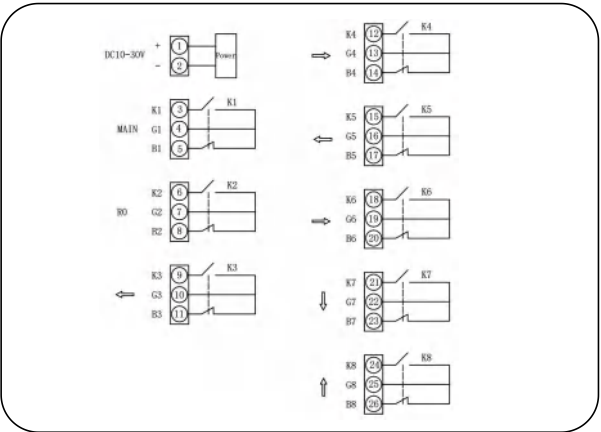 DC10-30V + 1 Power
- 2
K1 3 K1
MAIN G1 4
B1 5
K2 6 K2
RO G2 7
B2 8
K3 9 K3
⇐ G3 10
B3 11
K4 12 K4
⇒ G4 13
B4 14
K5 15 K5
⇐ G5 16
B5 17
K6 18 K6
⇒ G6 19
B6 20
K7 21 K7
⇓ G7 22
B7 23
K8 24 K8
⇑ G8 25
B8 26